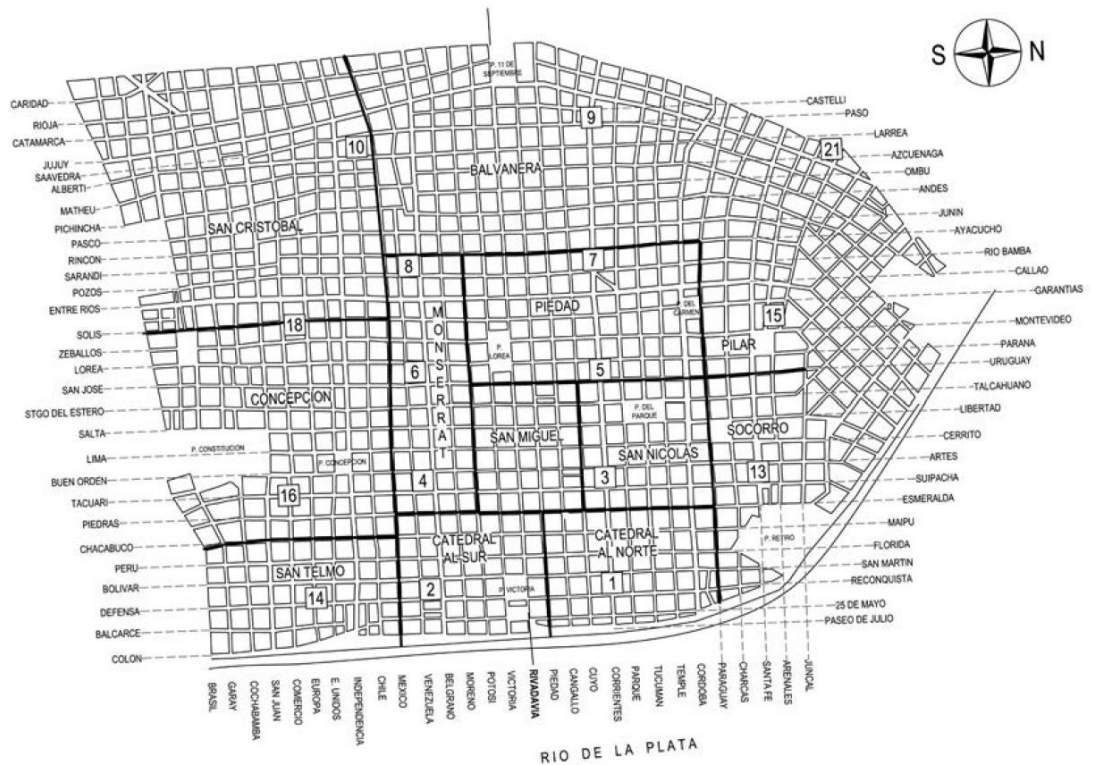 S N
CARIDAD
RIOJA
CATAMARCA
JUJUY
SAAVEDRA
ALBERTI
MATHEU
PICHINCHA
PASCO
RINCON
SARANDI
POZOS
ENTRE RIOS
SOLIS
ZEBALLOS
LOREA
SAN JOSE
STGO DEL ESTERO
SALTA
LIMA
BUEN ORDEN
TACUARI
PIEDRAS
CHACABUCO
PERU
BOLIVAR
DEFENSA
BALCARCE
COLON
P. 11 DE
SEPTIEMBRE
9
21
10
BALVANERA
SAN CRISTOBAL
8
7
MONSERRAT
PIEDAD
P. DEL
CARMEN
15
18
P.
LOREA
PILAR
6
5
CONCEPCION
P. DEL
PARQUE
SAN MIGUEL
SOCORRO
SAN NICOLAS
P. CONSTITUCION
P. CONCEPCION
4
3
13
16
CATEDRAL
AL SUR
CATEDRAL
AL NORTE
P. RETIRO
SAN TELMO
14
2
P. VICTORIA
1
CASTELLI
PASO
LARREA
AZCUENAGA
OMBU
ANDES
JUNIN
AYACUCHO
RIO BAMBA
CALLAO
GARANTIAS
MONTEVIDEO
PARANA
URUGUAY
TALCAHUANO
LIBERTAD
CERRITO
ARTES
SUIPACHA
ESMERALDA
MAIPU
FLORIDA
SAN MARTIN
RECONQUISTA
25 DE MAYO
PASEO DE JULIO
BRASIL
GARAY
COCHABAMBA
SAN JUAN
COMERCIO
EUROPA
E. UNIDOS
INDEPENDENCIA
CHILE
MEXICO
VENEZUELA
BELGRANO
MORENO
POTOSI
VICTORIA
RIVADAVIA
PIEDAD
CANGALLO
CUYO
CORRIENTES
PARQUE
TUCUMAN
TEMPLE
CORDOBA
PARAGUAY
CHARCAS
SANTA FE
ARENALES
JUNCAL
RIO DE LA PLATA